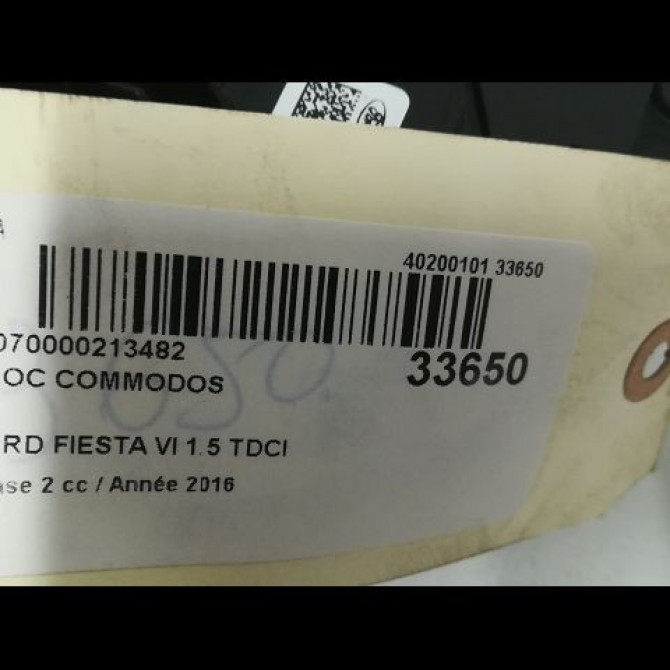 40200101 33650
070000213482
33650
OC COMMODOS
RD FIESTA VI 1.5 TDCI
ase 2 cc / Année 2016